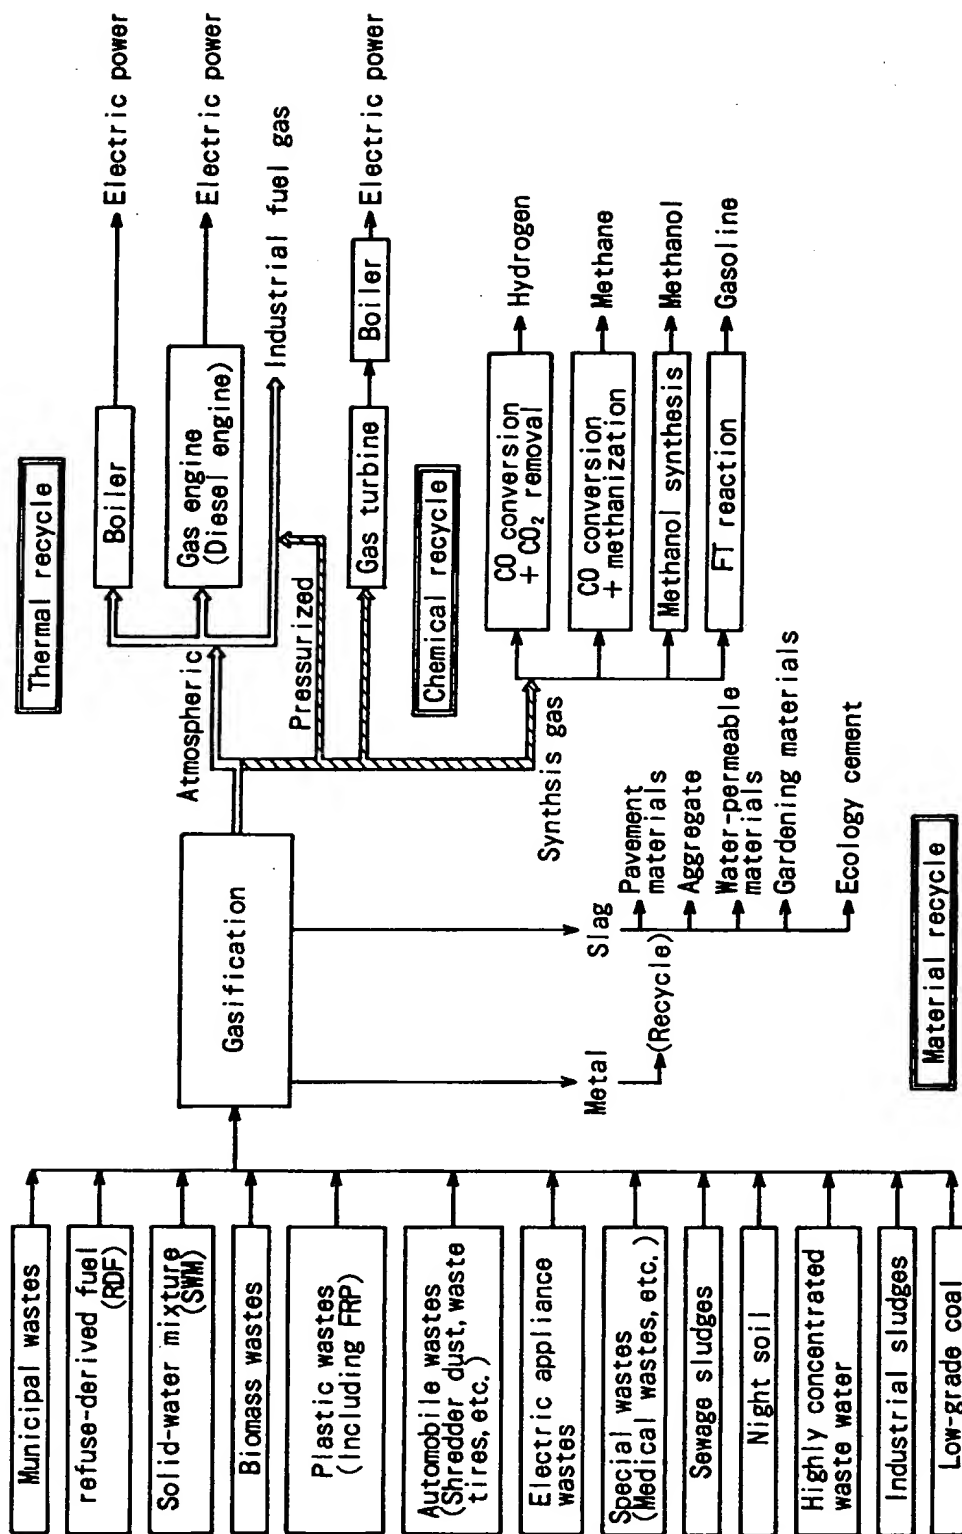 Municipal wastes
refuse-derived fuel
(RDF)
Solid-water mixture
(SWM)
Biomass wastes
Plastic wastes
(Including FRP)
Automobile wastes
(Shredder dust, waste
tires, etc.)
Electric appliance
wastes
Special wastes
(Medical wastes, etc.)
Sewage sludges
Night soil
Highly concentrated
waste water
Industrial sludges
Low-grade coal
Gasification
Metal
(Recycle)
Slag
Pavement
materials
Aggregate
Water-permeable
materials
Gardening materials
Ecology cement
Material recycle
Thermal recycle
Atmospheric
Boiler
Electric power
Gas engine
(Diesel engine)
Electric power
Industrial fuel gas
Pressurized
Gas turbine
Boiler
Electric power
Chemical recycle
Synthsis gas
CO conversion
+ CO₂ removal
Hydrogen
CO conversion
+ methanization
Methane
Methanol synthesis
Methanol
FT reaction
Gasoline